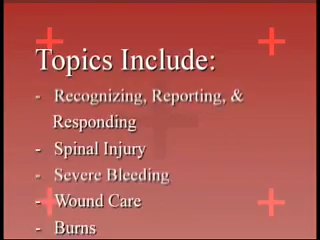 Topics Include:
- Recognizing, Reporting, &
Responding
- Spinal Injury
- Severe Bleeding
- Wound Care
- Burns